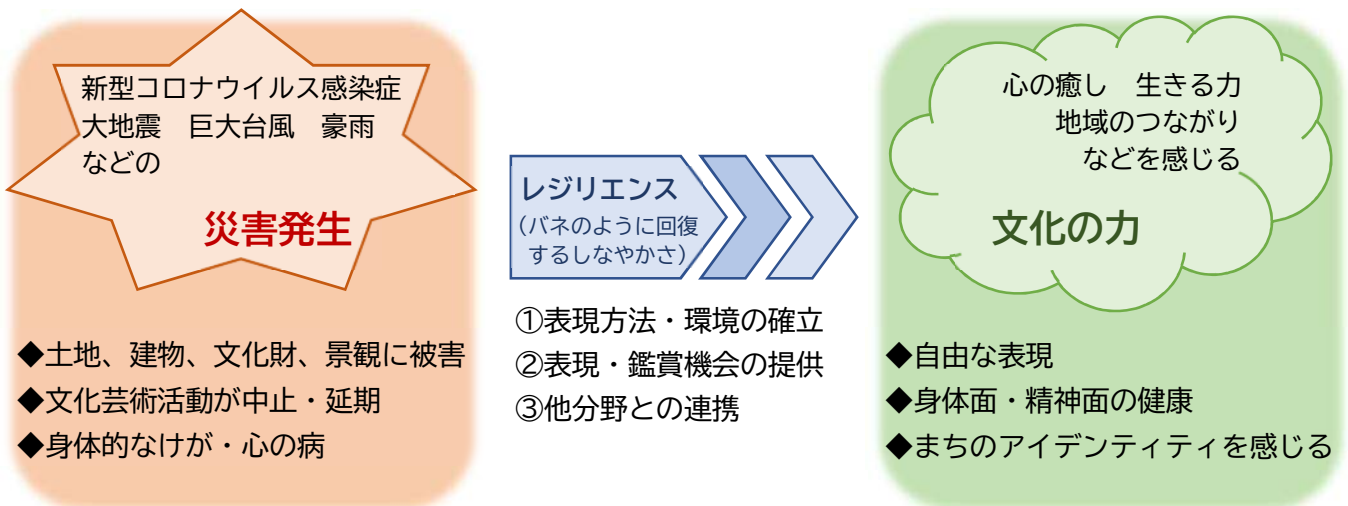 新型コロナウイルス感染症
大地震　巨大台風　豪雨
などの
災害発生
◆土地、建物、文化財、景観に被害
◆文化芸術活動が中止・延期
◆身体的なけが・心の病
レジリエンス
（バネのように回復
するしなやかさ）
①表現方法・環境の確立
②表現・鑑賞機会の提供
③他分野との連携
心の癒し　生きる力
地域のつながり
などを感じる
文化の力
◆自由な表現
◆身体面・精神面の健康
◆まちのアイデンティティを感じる